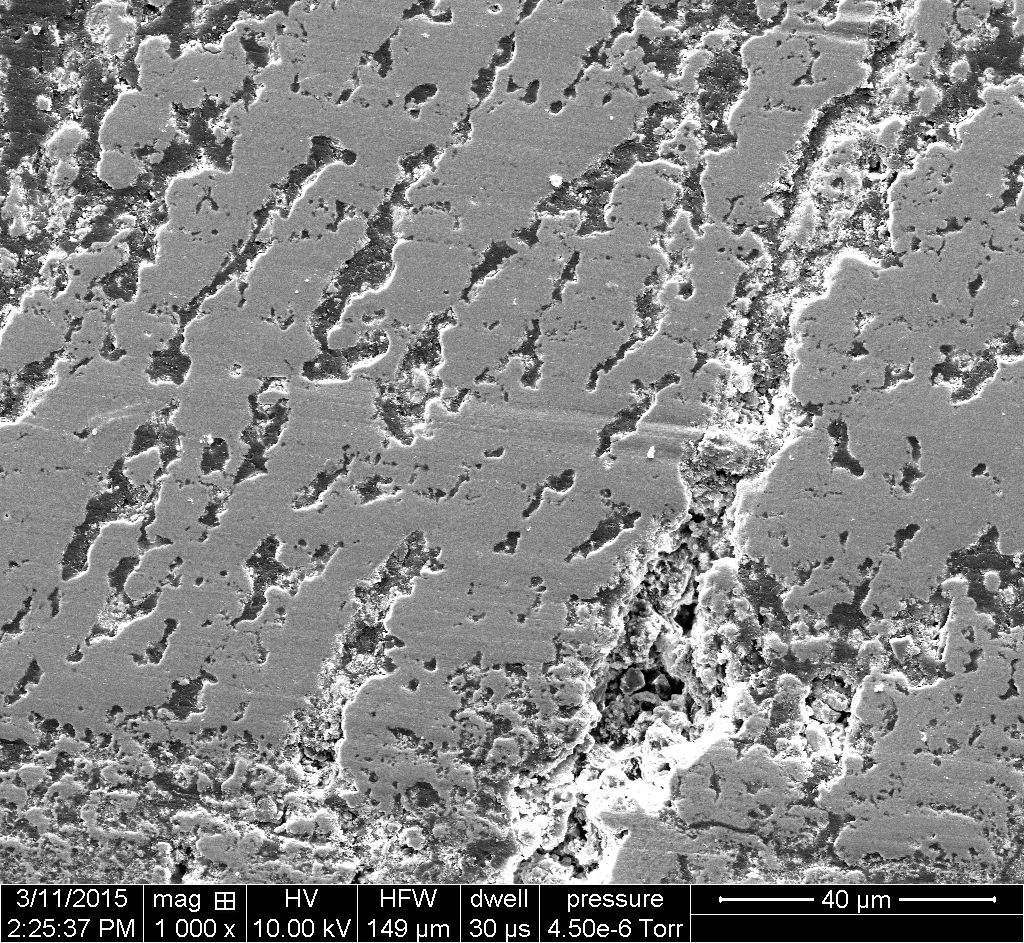 3/11/2015 mag HV HFW dwell pressure 40 µm
2:25:37 PM 1 000 x 10.00 kV 149 µm 30 µs 4.50e-6 Torr